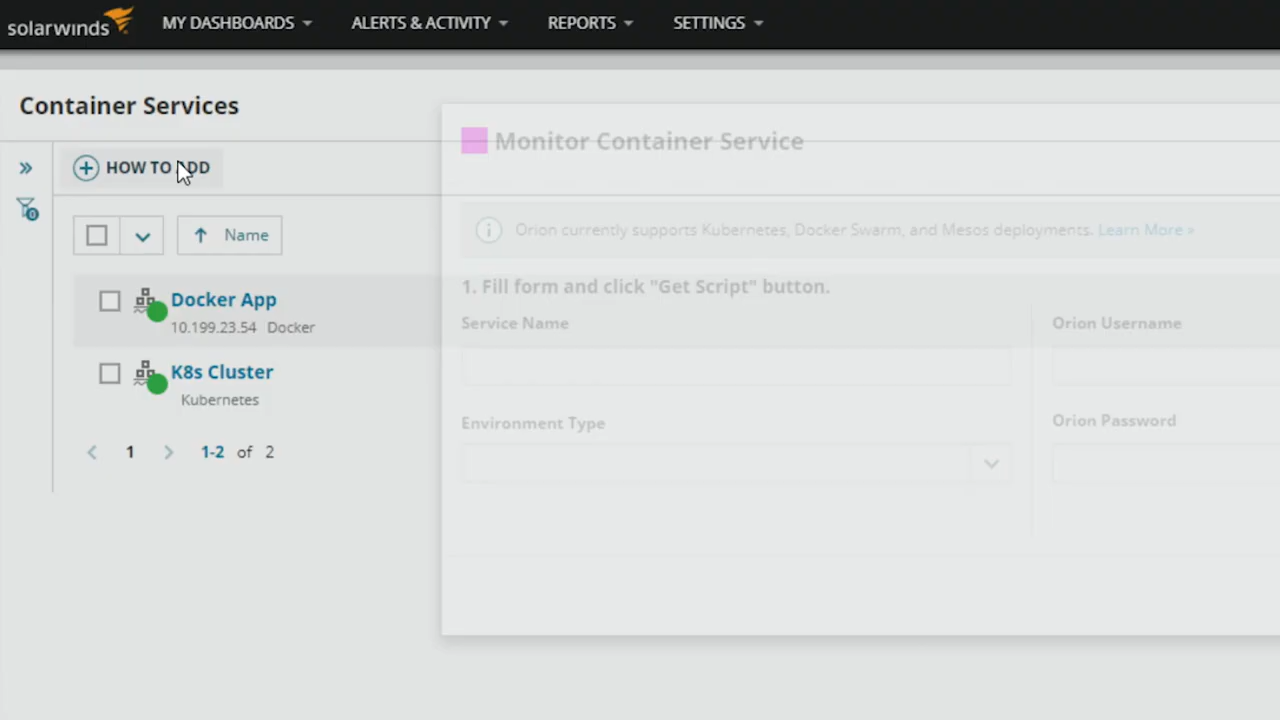 solarwinds MY DASHBOARDS ALERTS & ACTIVITY REPORTS SETTINGS
Container Services
Monitor Container Service
HOW TO ADD
Orion currently supports Kubernetes, Docker Swarm, and Mesos deployments. Learn More »
Name
1. Fill form and click "Get Script" button.
Docker App
10.199.23.54 Docker
Service Name
Orion Username
K8s Cluster
Kubernetes
Environment Type
Orion Password
1 1-2 of 2